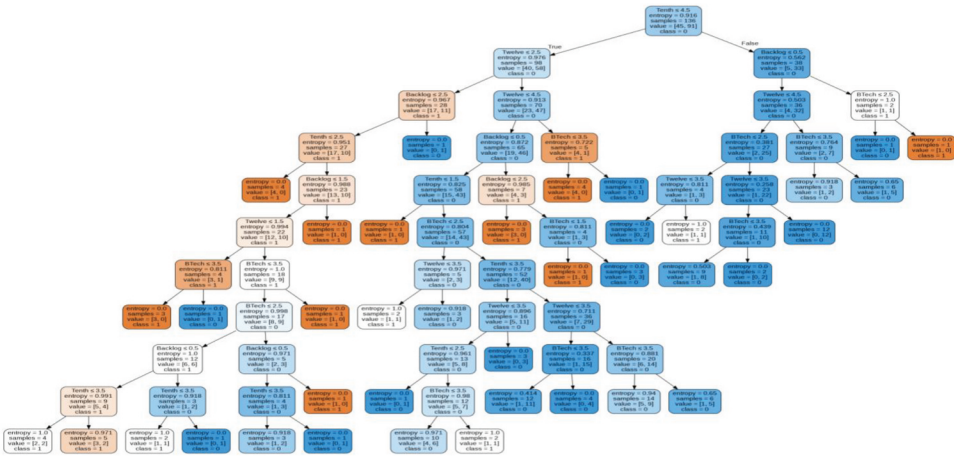 Tenth ≤ 4.5
entropy = 0.916
samples = 136
value = [45, 91]
class = 0
True
False
Twelve ≤ 2.5
entropy = 0.976
samples = 98
value = [40, 58]
class = 0
Backlog ≤ 0.5
entropy = 0.562
samples = 38
value = [5, 33]
class = 0
Backlog ≤ 2.5
entropy = 0.967
samples = 28
value = [17, 11]
class = 1
Twelve ≤ 4.5
entropy = 0.913
samples = 70
value = [23, 47]
class = 0
Twelve ≤ 4.5
entropy = 0.503
samples = 36
value = [4, 32]
class = 0
BTech ≤ 2.5
entropy = 1.0
samples = 2
value = [1, 1]
class = 1
Tenth ≤ 2.5
entropy = 0.951
samples = 27
value = [17, 10]
class = 1
entropy = 0.0
samples = 1
value = [0, 1]
class = 0
Backlog ≤ 0.5
entropy = 0.872
samples = 65
value = [19, 46]
class = 0
BTech ≤ 3.5
entropy = 0.722
samples = 5
value = [4, 1]
class = 1
BTech ≤ 2.5
entropy = 0.381
samples = 27
value = [2, 25]
class = 0
BTech ≤ 3.5
entropy = 0.764
samples = 9
value = [2, 7]
class = 0
entropy = 0.0
samples = 1
value = [0, 1]
class = 0
entropy = 0.0
samples = 1
value = [1, 0]
class = 1
entropy = 0.0
samples = 4
value = [4, 0]
class = 1
Backlog ≤ 1.5
entropy = 0.988
samples = 23
value = [13, 10]
class = 1
Tenth ≤ 1.5
entropy = 0.825
samples = 58
value = [15, 43]
class = 0
Backlog ≤ 2.5
entropy = 0.985
samples = 7
value = [4, 3]
class = 1
entropy = 0.0
samples = 4
value = [4, 0]
class = 1
entropy = 0.0
samples = 1
value = [0, 1]
class = 0
Twelve ≤ 3.5
entropy = 0.811
samples = 4
value = [1, 3]
class = 0
Twelve ≤ 3.5
entropy = 0.258
samples = 23
value = [1, 22]
class = 0
entropy = 0.918
samples = 3
value = [1, 2]
class = 0
entropy = 0.65
samples = 6
value = [1, 5]
class = 0
Twelve ≤ 1.5
entropy = 0.994
samples = 22
value = [12, 10]
class = 1
entropy = 0.0
samples = 1
value = [1, 0]
class = 1
entropy = 0.0
samples = 1
value = [1, 0]
class = 1
BTech ≤ 2.5
entropy = 0.804
samples = 57
value = [14, 43]
class = 0
entropy = 0.0
samples = 3
value = [3, 0]
class = 1
BTech ≤ 1.5
entropy = 0.811
samples = 4
value = [1, 3]
class = 0
entropy = 0.0
samples = 2
value = [0, 2]
class = 0
entropy = 1.0
samples = 2
value = [1, 1]
class = 1
BTech ≤ 3.5
entropy = 0.439
samples = 11
value = [1, 10]
class = 0
entropy = 0.0
samples = 12
value = [0, 12]
class = 0
BTech ≤ 3.5
entropy = 0.811
samples = 4
value = [3, 1]
class = 1
BTech ≤ 3.5
entropy = 1.0
samples = 18
value = [9, 9]
class = 1
Twelve ≤ 3.5
entropy = 0.971
samples = 5
value = [2, 3]
class = 0
Tenth ≤ 3.5
entropy = 0.779
samples = 52
value = [12, 40]
class = 0
entropy = 0.0
samples = 1
value = [1, 0]
class = 1
entropy = 0.0
samples = 3
value = [0, 3]
class = 0
entropy = 0.503
samples = 9
value = [1, 8]
class = 0
entropy = 0.0
samples = 2
value = [0, 2]
class = 0
entropy = 0.0
samples = 3
value = [3, 0]
class = 1
entropy = 0.0
samples = 1
value = [0, 1]
class = 0
BTech ≤ 2.5
entropy = 0.998
samples = 17
value = [8, 9]
class = 0
entropy = 0.0
samples = 1
value = [1, 0]
class = 1
entropy = 1.0
samples = 2
value = [1, 1]
class = 1
entropy = 0.918
samples = 3
value = [1, 2]
class = 0
Twelve ≤ 3.5
entropy = 0.896
samples = 16
value = [5, 11]
class = 0
Twelve ≤ 3.5
entropy = 0.711
samples = 36
value = [7, 29]
class = 0
Backlog ≤ 0.5
entropy = 1.0
samples = 12
value = [6, 6]
class = 1
Backlog ≤ 0.5
entropy = 0.971
samples = 5
value = [2, 3]
class = 0
Tenth ≤ 2.5
entropy = 0.961
samples = 13
value = [5, 8]
class = 0
entropy = 0.0
samples = 3
value = [0, 3]
class = 0
BTech ≤ 3.5
entropy = 0.337
samples = 16
value = [1, 15]
class = 0
BTech ≤ 3.5
entropy = 0.881
samples = 20
value = [6, 14]
class = 0
Tenth ≤ 3.5
entropy = 0.991
samples = 9
value = [5, 4]
class = 1
Tenth ≤ 3.5
entropy = 0.918
samples = 3
value = [1, 2]
class = 0
Tenth ≤ 3.5
entropy = 0.811
samples = 4
value = [1, 3]
class = 0
entropy = 0.0
samples = 1
value = [1, 0]
class = 1
entropy = 0.0
samples = 1
value = [0, 1]
class = 0
BTech ≤ 3.5
entropy = 0.98
samples = 12
value = [5, 7]
class = 0
entropy = 0.414
samples = 12
value = [1, 11]
class = 0
entropy = 0.0
samples = 4
value = [0, 4]
class = 0
entropy = 0.94
samples = 14
value = [5, 9]
class = 0
entropy = 0.65
samples = 6
value = [1, 5]
class = 0
entropy = 1.0
samples = 4
value = [2, 2]
class = 1
entropy = 0.971
samples = 5
value = [3, 2]
class = 1
entropy = 1.0
samples = 2
value = [1, 1]
class = 1
entropy = 0.0
samples = 1
value = [0, 1]
class = 0
entropy = 0.918
samples = 3
value = [1, 2]
class = 0
entropy = 0.0
samples = 1
value = [0, 1]
class = 0
entropy = 0.971
samples = 10
value = [4, 6]
class = 0
entropy = 1.0
samples = 2
value = [1, 1]
class = 1